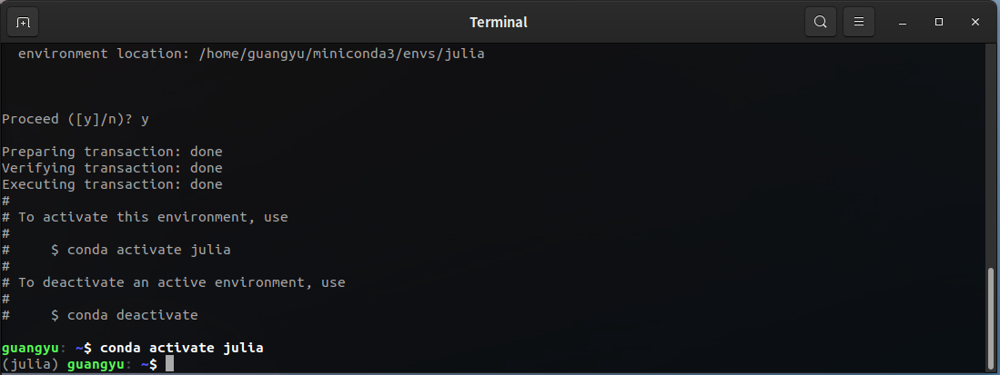 Terminal
environment location: /home/guangyu/miniconda3/envs/julia
Proceed ([y]/n)? y
Preparing transaction: done
Verifying transaction: done
Executing transaction: done
#
# To activate this environment, use
#
#     $ conda activate julia
#
# To deactivate an active environment, use
#
#     $ conda deactivate
guangyu: ~$ conda activate julia
(julia) guangyu: ~$